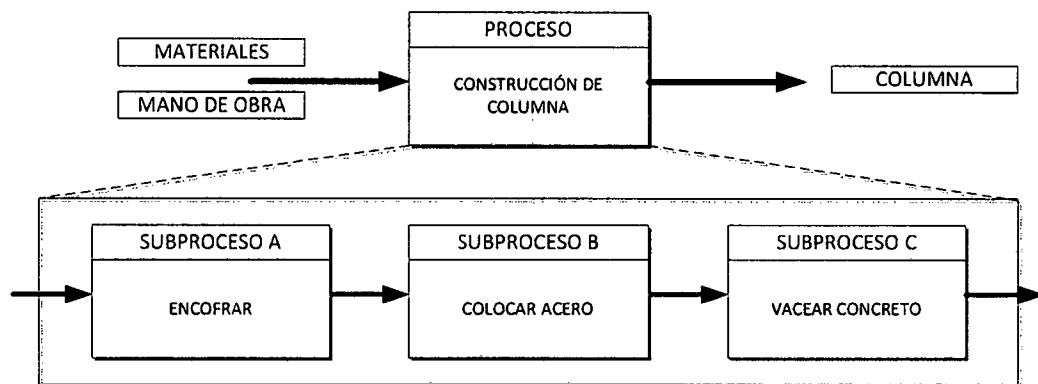 PROCESO
MATERIALES
MANO DE OBRA
CONSTRUCCIÓN DE
COLUMNA
COLUMNA
SUBPROCESO A
SUBPROCESO B
SUBPROCESO C
ENCOFRAR
COLOCAR ACERO
VACEAR CONCRETO